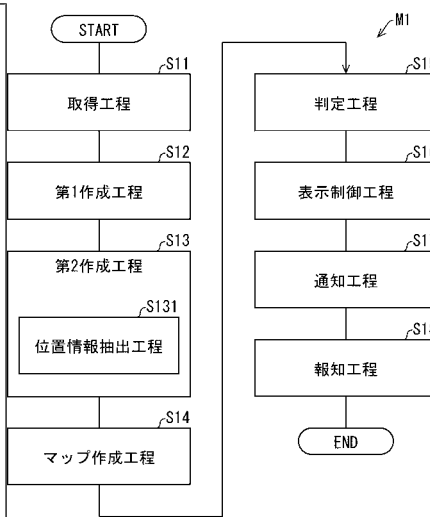 M1
START
S11
取得工程
S12
第1作成工程
S13
第2作成工程
S131
位置情報抽出工程
S14
マップ作成工程
判定工程
表示制御工程
通知工程
報知工程
END